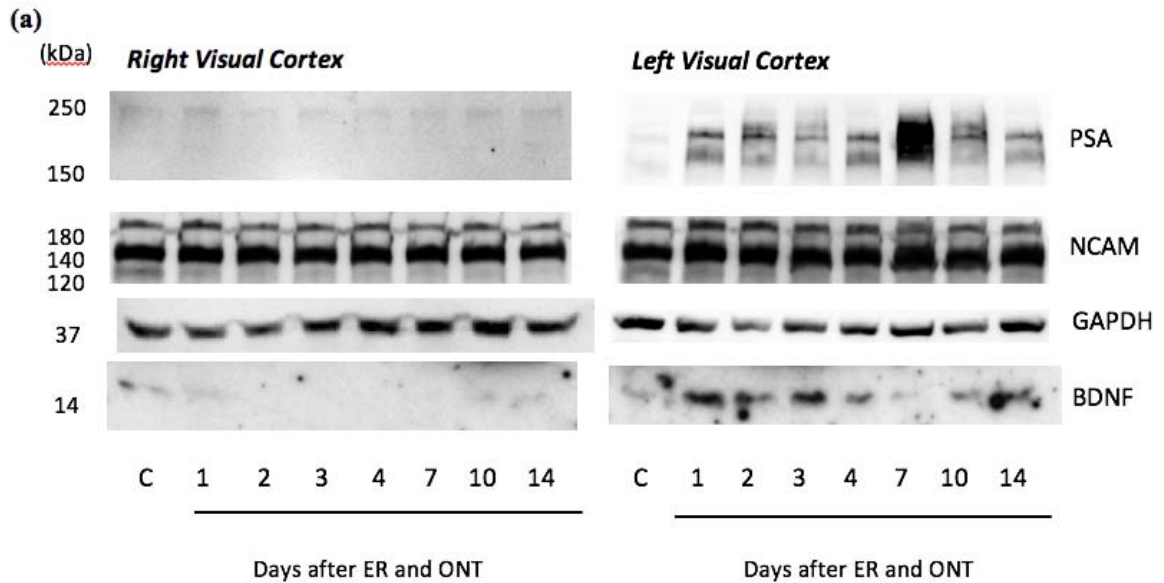 (a)
(kDa)
Right Visual Cortex
Left Visual Cortex
250
PSA
150
180
NCAM
140
120
GAPDH
37
14
BDNF
C 1 2 3 4 7 10 14
C 1 2 3 4 7 10 14
Days after ER and ONT
Days after ER and ONT